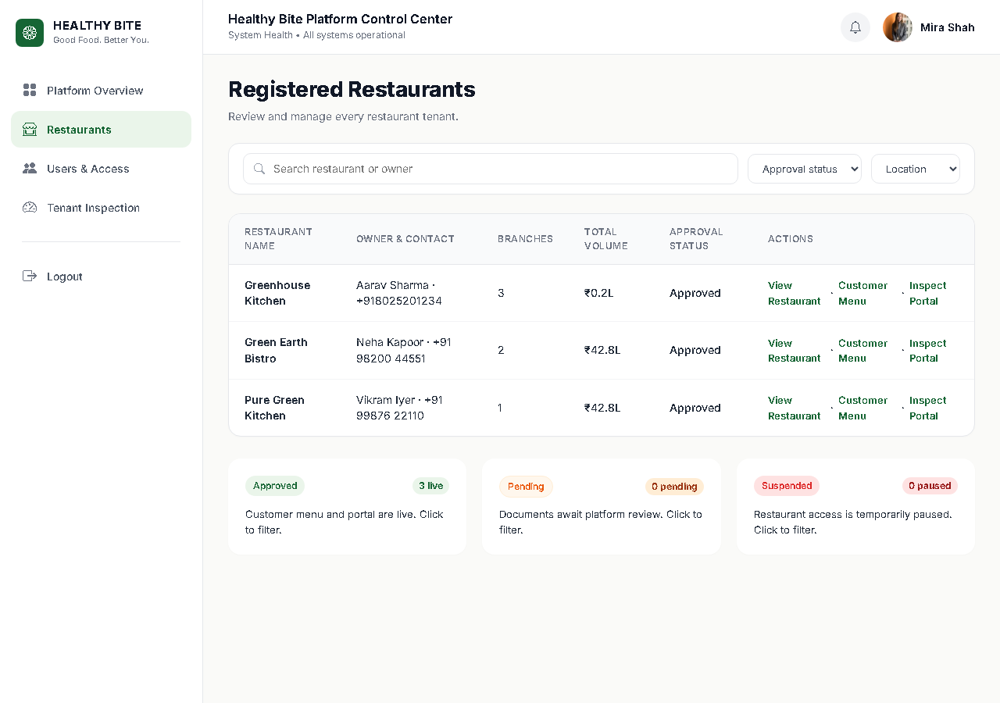 HEALTHY BITE
Good Food. Better You.
Platform Overview
Restaurants
Users & Access
Tenant Inspection
Logout
Healthy Bite Platform Control Center
System Health • All systems operational
Mira Shah
Registered Restaurants
Review and manage every restaurant tenant.
Search restaurant or owner
Approval status
Location
RESTAURANT NAME
OWNER & CONTACT
BRANCHES
TOTAL VOLUME
APPROVAL STATUS
ACTIONS
Greenhouse Kitchen
Aarav Sharma · +918025201234
3
₹0.2L
Approved
View Restaurant · Customer Menu · Inspect Portal
Green Earth Bistro
Neha Kapoor · +91 98200 44551
2
₹42.8L
Approved
View Restaurant · Customer Menu · Inspect Portal
Pure Green Kitchen
Vikram Iyer · +91 99876 22110
1
₹42.8L
Approved
View Restaurant · Customer Menu · Inspect Portal
Approved
3 live
Customer menu and portal are live. Click
to filter.
Pending
0 pending
Documents await platform review. Click to
filter.
Suspended
0 paused
Restaurant access is temporarily paused.
Click to filter.